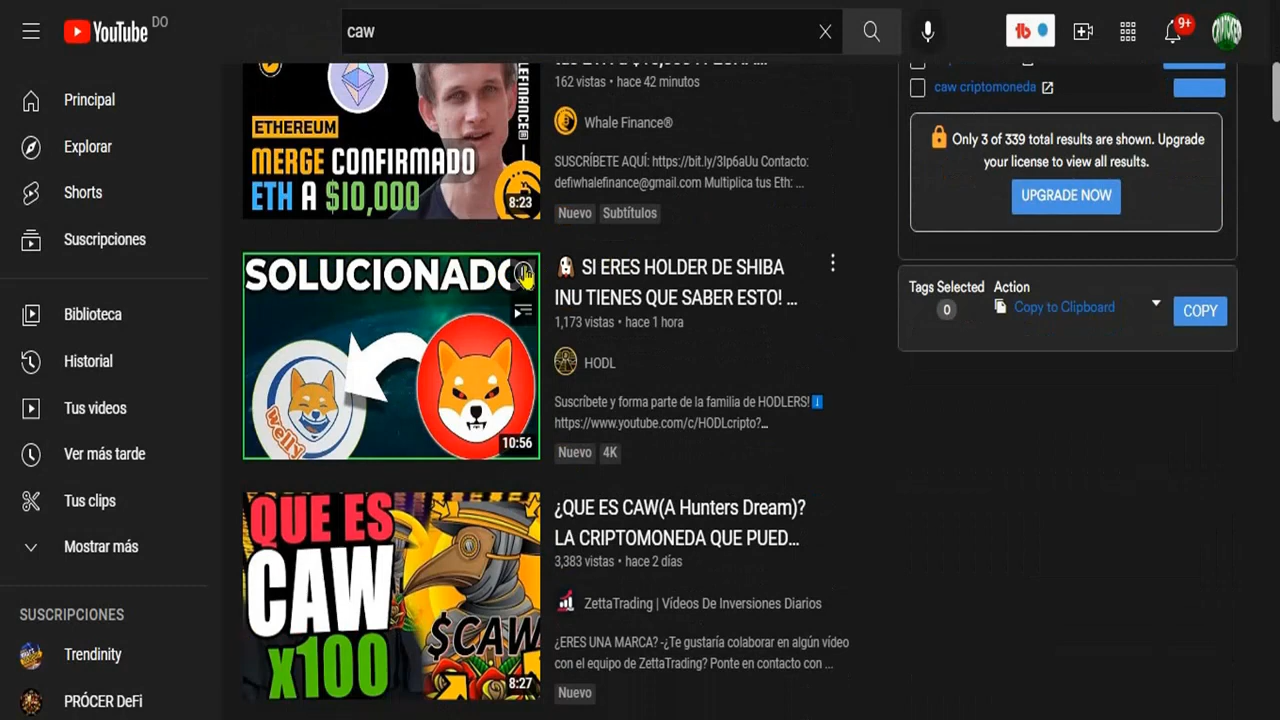 YouTube DO
caw
9+
Principal
Explorar
Shorts
Suscripciones
Biblioteca
Historial
Tus videos
Ver más tarde
Tus clips
Mostrar más
SUSCRIPCIONES
Trendinity
PRÓCER DeFi
ETHEREUM
MERGE CONFIRMADO
ETH A $10,000
8:23
162 vistas • hace 42 minutos
Whale Finance®
SUSCRÍBETE AQUÍ: https://bit.ly/3Ip6aUu Contacto:
defiwhalefinance@gmail.com Multiplica tus Eth: ...
Nuevo
Subtítulos
SOLUCIONADO
welly
10:56
SI ERES HOLDER DE SHIBA
INU TIENES QUE SABER ESTO! ...
1,173 vistas • hace 1 hora
HODL
Suscríbete y forma parte de la familia de HODLERS!
https://www.youtube.com/c/HODLcripto?...
Nuevo
4K
QUE ES
CAW
x100
$CAW
8:27
¿QUE ES CAW(A Hunters Dream)?
LA CRIPTOMONEDA QUE PUED...
3,383 vistas • hace 2 días
ZettaTrading | Vídeos De Inversiones Diarios
¿ERES UNA MARCA? -¿Te gustaría colaborar en algún vídeo
con el equipo de ZettaTrading? Ponte en contacto con ...
Nuevo
caw criptomoneda
Only 3 of 339 total results are shown. Upgrade
your license to view all results.
UPGRADE NOW
Tags Selected
Action
0
Copy to Clipboard
COPY